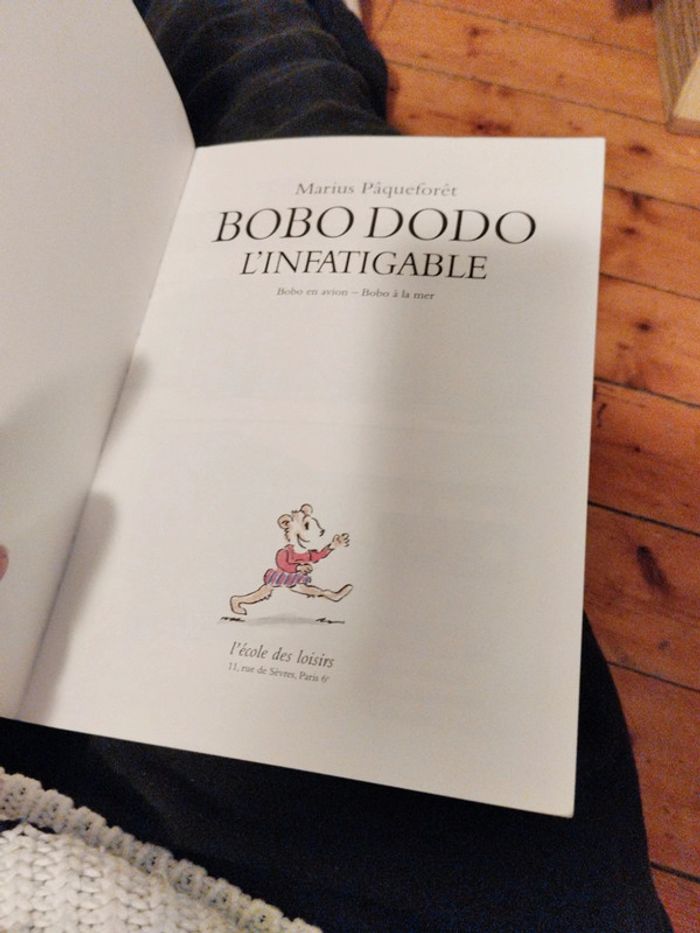 Marius Pâqueforêt
BOBO DODO
L'INFATIGABLE
Bobo en avion – Bobo à la mer
l'école des loisirs
11, rue de Sèvres, Paris 6e